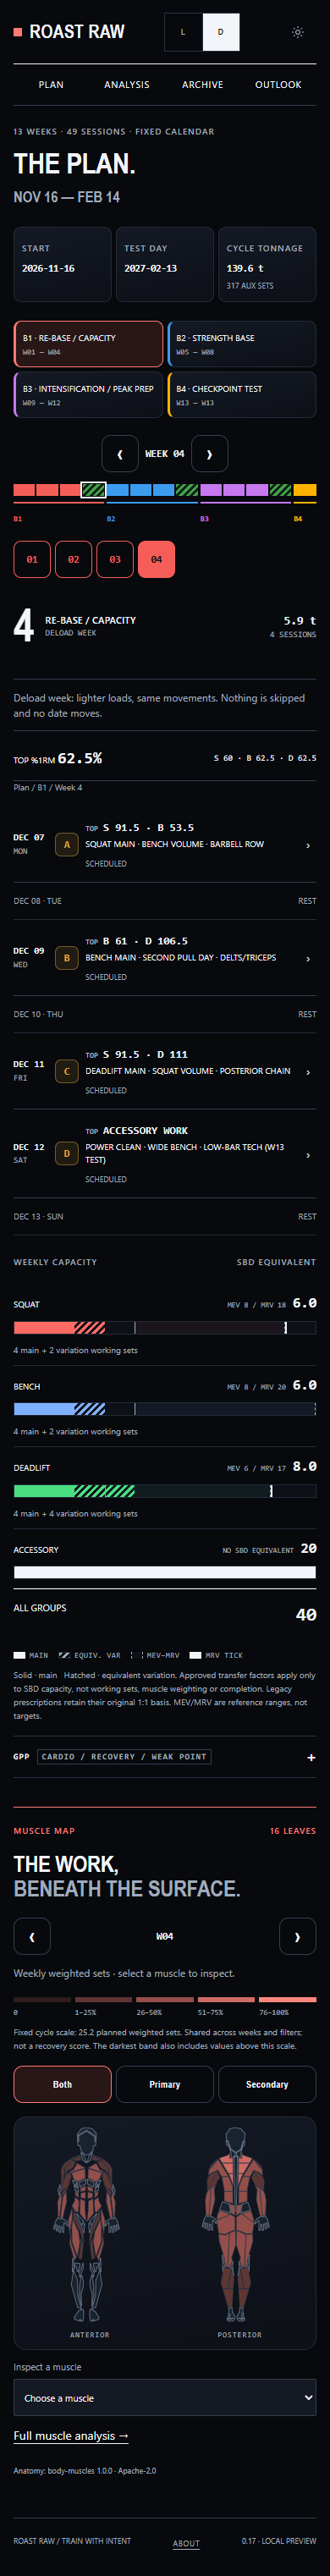 ROAST RAW
L
D
PLAN
ANALYSIS
ARCHIVE
OUTLOOK
13 WEEKS · 49 SESSIONS · FIXED CALENDAR
THE PLAN.
NOV 16 — FEB 14
START
2026-11-16
TEST DAY
2027-02-13
CYCLE TONNAGE
139.6 t
317 AUX SETS
B1 · RE-BASE / CAPACITY
W01 — W04
B2 · STRENGTH BASE
W05 — W08
B3 · INTENSIFICATION / PEAK PREP
W09 — W12
B4 · CHECKPOINT TEST
W13 — W13
❰ WEEK 04 ❱
B1
B2
B3
B4
01
02
03
04
4
RE-BASE / CAPACITY
DELOAD WEEK
5.9 t
4 SESSIONS
Deload week: lighter loads, same movements. Nothing is skipped
and no date moves.
TOP %1RM 62.5%
S 60 · B 62.5 · D 62.5
Plan / B1 / Week 4
DEC 07
MON
A
TOP S 91.5 · B 53.5
SQUAT MAIN · BENCH VOLUME · BARBELL ROW
SCHEDULED
›
DEC 08 · TUE
REST
DEC 09
WED
B
TOP B 61 · D 106.5
BENCH MAIN · SECOND PULL DAY · DELTS/TRICEPS
SCHEDULED
›
DEC 10 · THU
REST
DEC 11
FRI
C
TOP S 91.5 · D 111
DEADLIFT MAIN · SQUAT VOLUME · POSTERIOR CHAIN
SCHEDULED
›
DEC 12
SAT
D
TOP ACCESSORY WORK
POWER CLEAN · WIDE BENCH · LOW-BAR TECH (W13
TEST)
SCHEDULED
›
DEC 13 · SUN
REST
WEEKLY CAPACITY
SBD EQUIVALENT
SQUAT
MEV 8 / MRV 18 6.0
4 main + 2 variation working sets
BENCH
MEV 8 / MRV 20 6.0
4 main + 2 variation working sets
DEADLIFT
MEV 6 / MRV 17 8.0
4 main + 4 variation working sets
ACCESSORY
NO SBD EQUIVALENT 20
ALL GROUPS
40
MAIN
EQUIV. VAR
MEV–MRV
MRV TICK
Solid · main Hatched · equivalent variation. Approved transfer factors apply only
to SBD capacity, not working sets, muscle weighting or completion. Legacy
prescriptions retain their original 1:1 basis. MEV/MRV are reference ranges, not
targets.
GPP CARDIO / RECOVERY / WEAK POINT +
MUSCLE MAP
16 LEAVES
THE WORK,
BENEATH THE SURFACE.
❰ W04 ❱
Weekly weighted sets · select a muscle to inspect.
0
1–25%
26–50%
51–75%
76–100%
Fixed cycle scale: 25.2 planned weighted sets. Shared across weeks and filters;
not a recovery score. The darkest band also includes values above this scale.
Both
Primary
Secondary
ANTERIOR
POSTERIOR
Inspect a muscle
Choose a muscle
Full muscle analysis →
Anatomy: body-muscles 1.0.0 · Apache-2.0
ROAST RAW / TRAIN WITH INTENT
ABOUT
0.17 · LOCAL PREVIEW